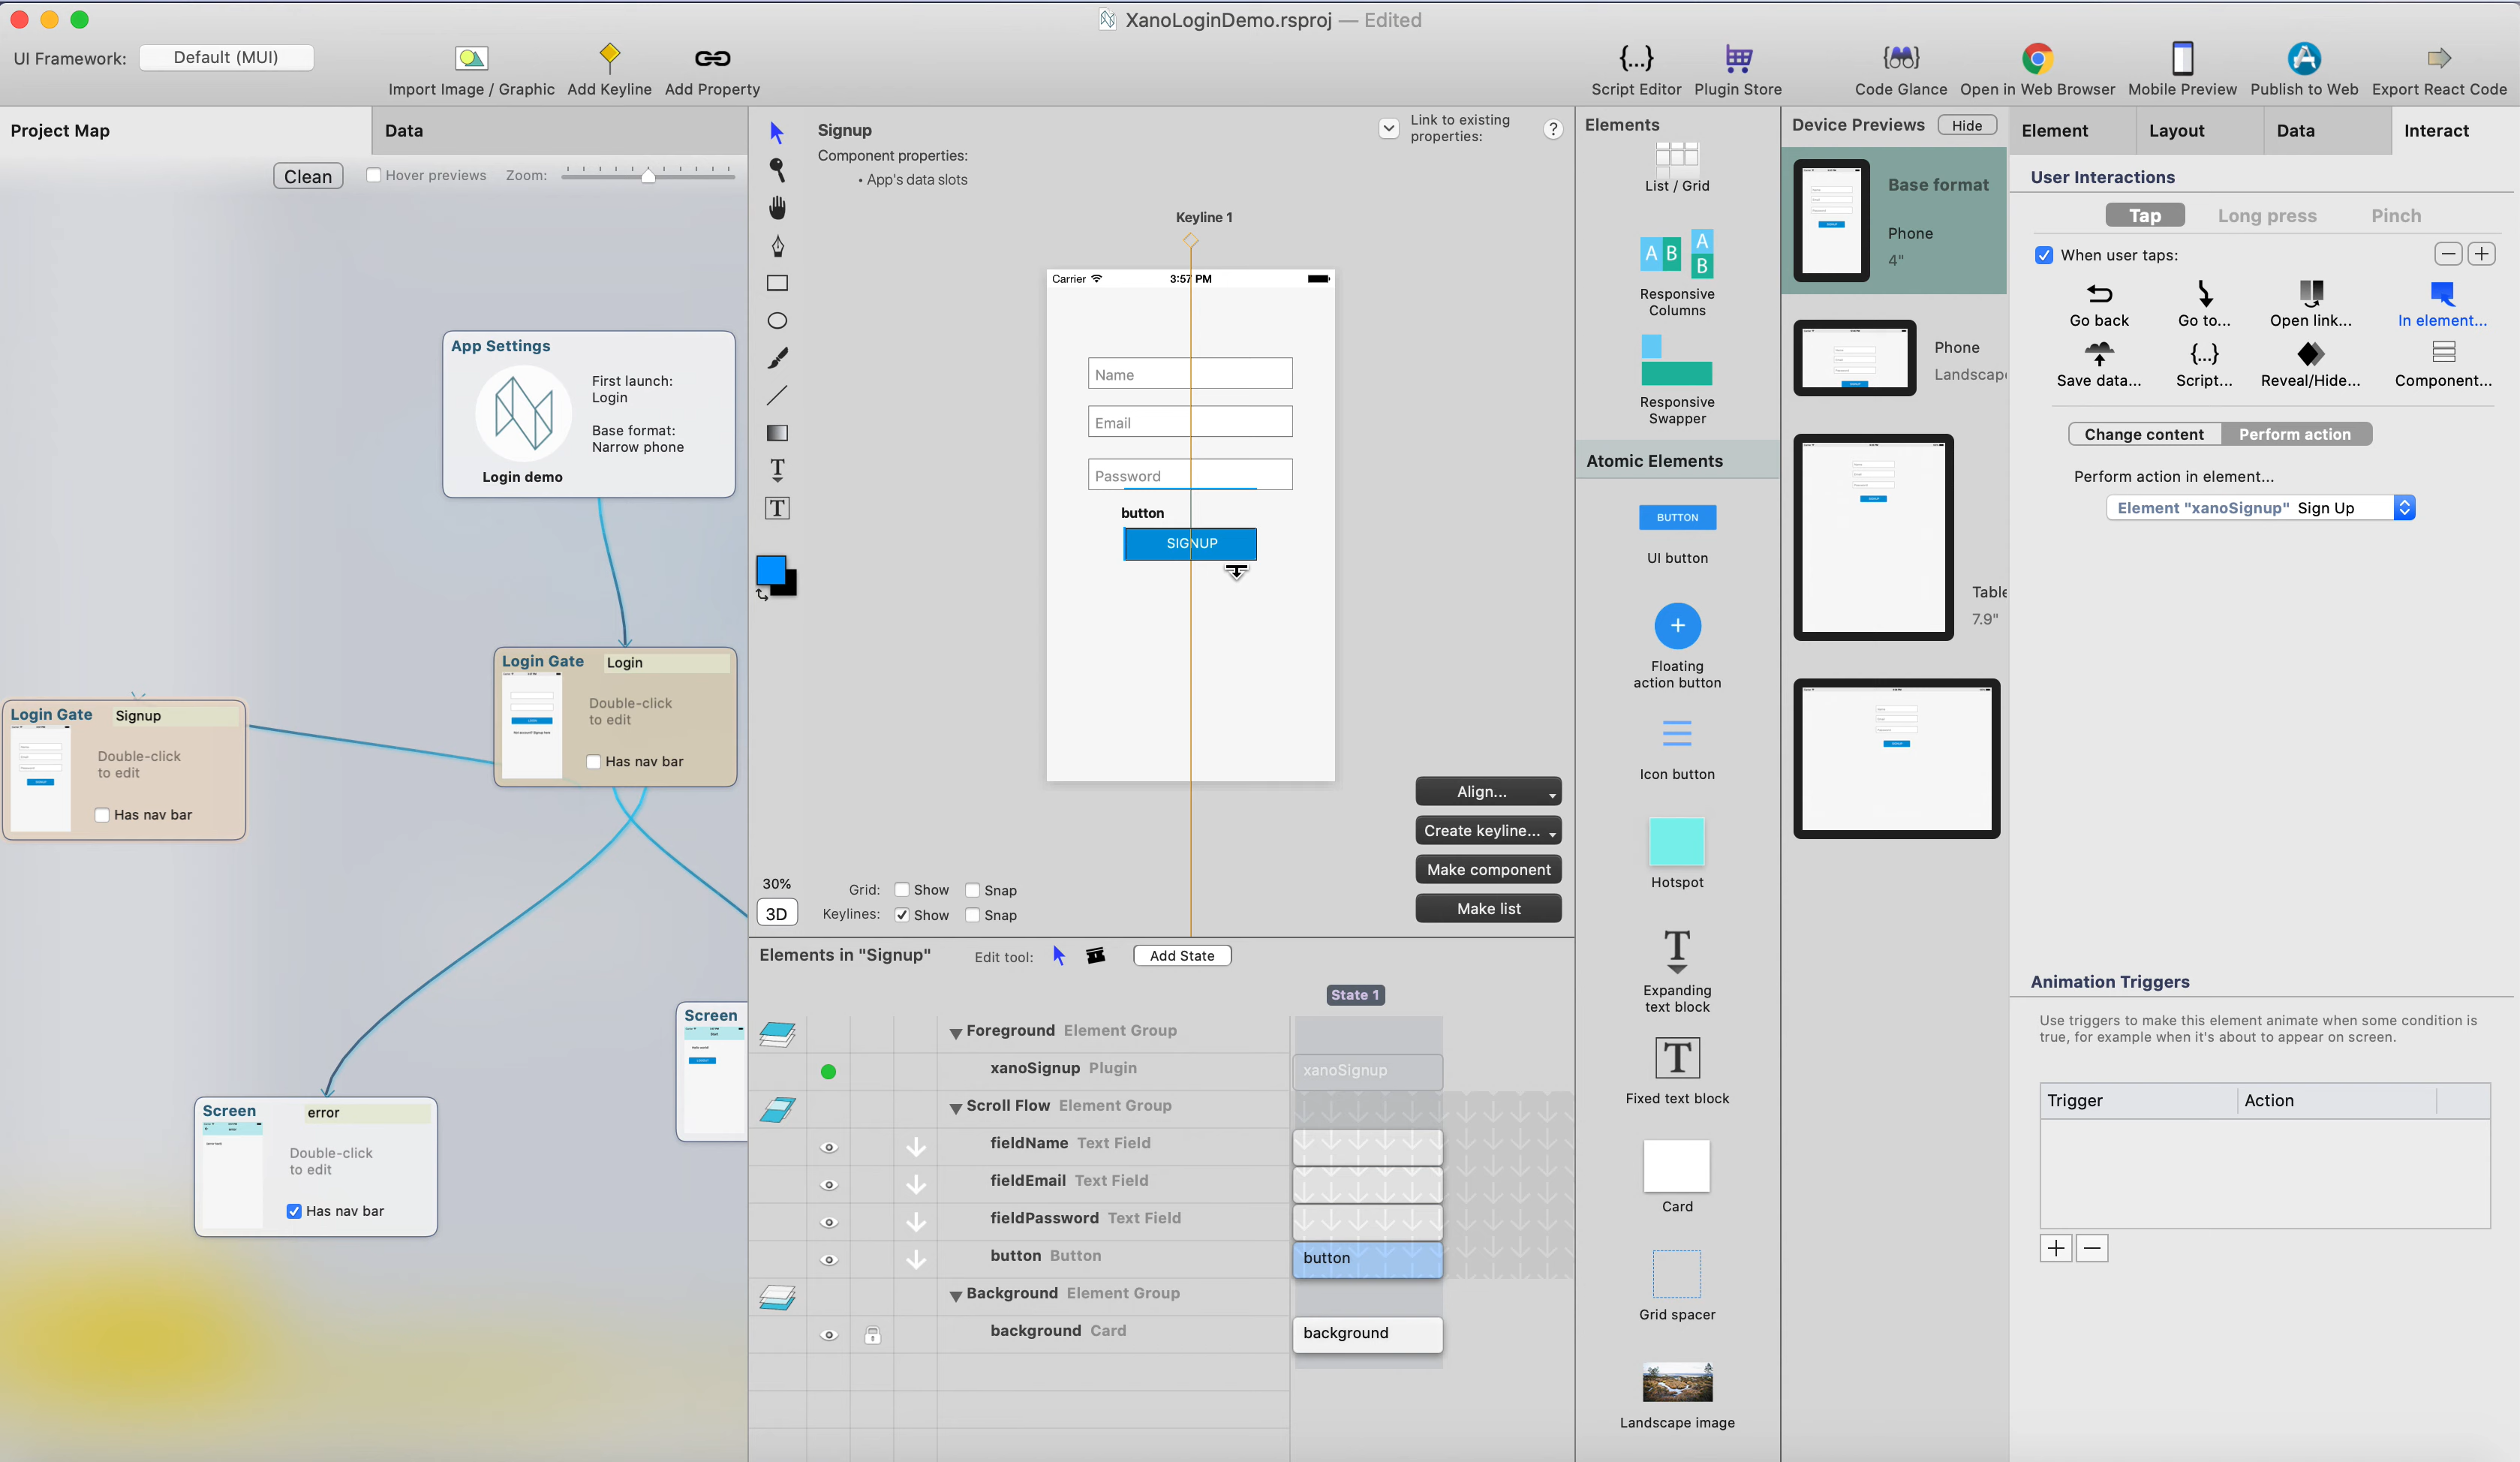 XanoLoginDemo.rsproj — Edited
UI Framework:
Default (MUI)
Import Image / Graphic
Add Keyline
Add Property
Script Editor
Plugin Store
Code Glance
Open in Web Browser
Mobile Preview
Publish to Web
Export React Code
Project Map
Data
Clean
Hover previews
Zoom:
App Settings
First launch:
Login
Base format:
Narrow phone
Login demo
Login Gate
Login
Double-click
to edit
Has nav bar
Login Gate
Signup
Double-click
to edit
Has nav bar
Screen
Screen
error
Double-click
to edit
Has nav bar
Signup
Component properties:
• App's data slots
Link to existing
properties:
?
Keyline 1
Carrier
3:57 PM
Name
Email
Password
button
SIGNUP
Align...
Create keyline...
Make component
Make list
30%
3D
Grid:
Show
Snap
Keylines:
Show
Snap
Elements in "Signup"
Edit tool:
Add State
State 1
Foreground Element Group
xanoSignup Plugin
xanoSignup
Scroll Flow Element Group
fieldName Text Field
fieldEmail Text Field
fieldPassword Text Field
button Button
button
Background Element Group
background Card
background
Elements
List / Grid
A B
A
B
Responsive
Columns
Responsive
Swapper
Atomic Elements
BUTTON
UI button
Floating
action button
Icon button
Hotspot
Expanding
text block
Fixed text block
Card
Grid spacer
Landscape image
Device Previews
Hide
Base format
Phone
4"
Phone
Landscape
7.9"
Element
Layout
Data
Interact
User Interactions
Tap
Long press
Pinch
When user taps:
Go back
Go to...
Open link...
In element...
Save data...
{...}
Script...
Reveal/Hide...
Component...
Change content
Perform action
Perform action in element...
Element "xanoSignup" Sign Up
Animation Triggers
Use triggers to make this element animate when some condition is
true, for example when it's about to appear on screen.
Trigger
Action